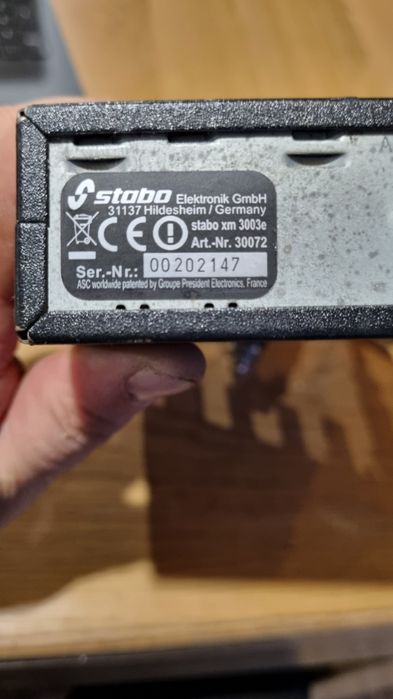 stabo Elektronik GmbH
31137 Hildesheim / Germany
CE stabo xm 3003e
Art.-Nr. 30072
Ser.-Nr.: 00202147
ASC worldwide patented by Groupe President Electronics, France
A